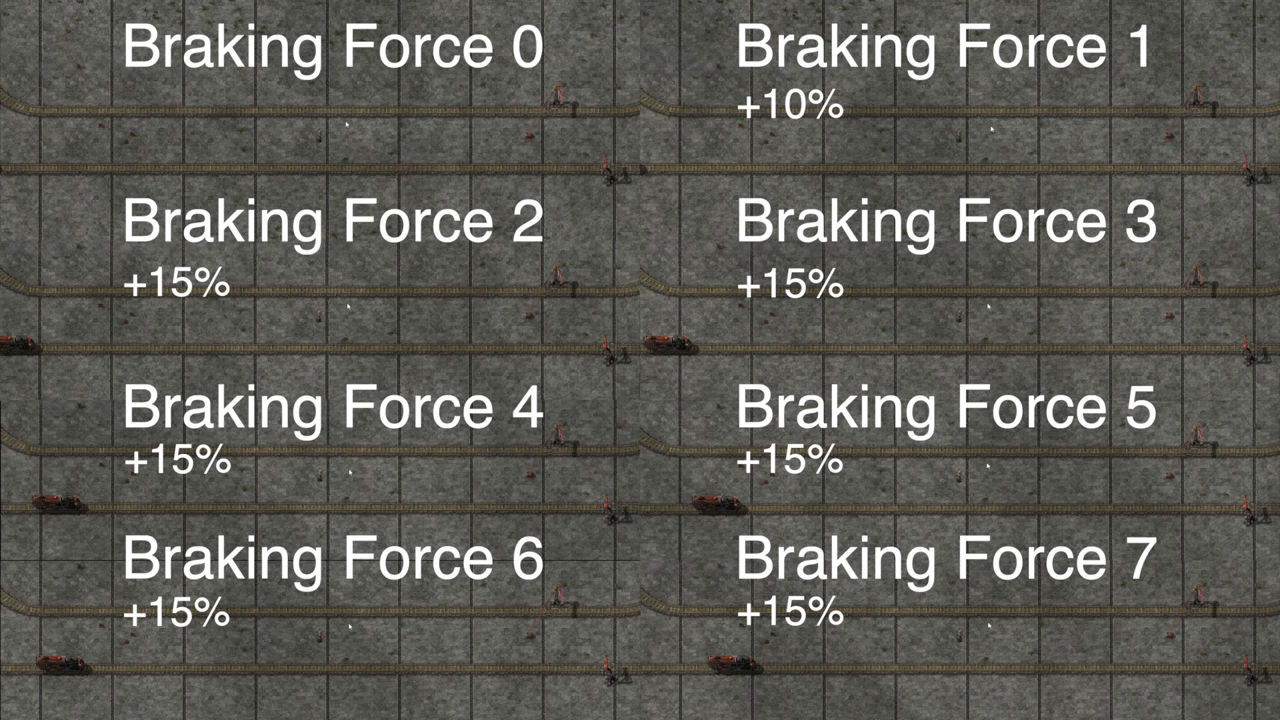 Braking Force 0
Braking Force 1
+10%
Braking Force 2
+15%
Braking Force 3
+15%
Braking Force 4
+15%
Braking Force 5
+15%
Braking Force 6
+15%
Braking Force 7
+15%